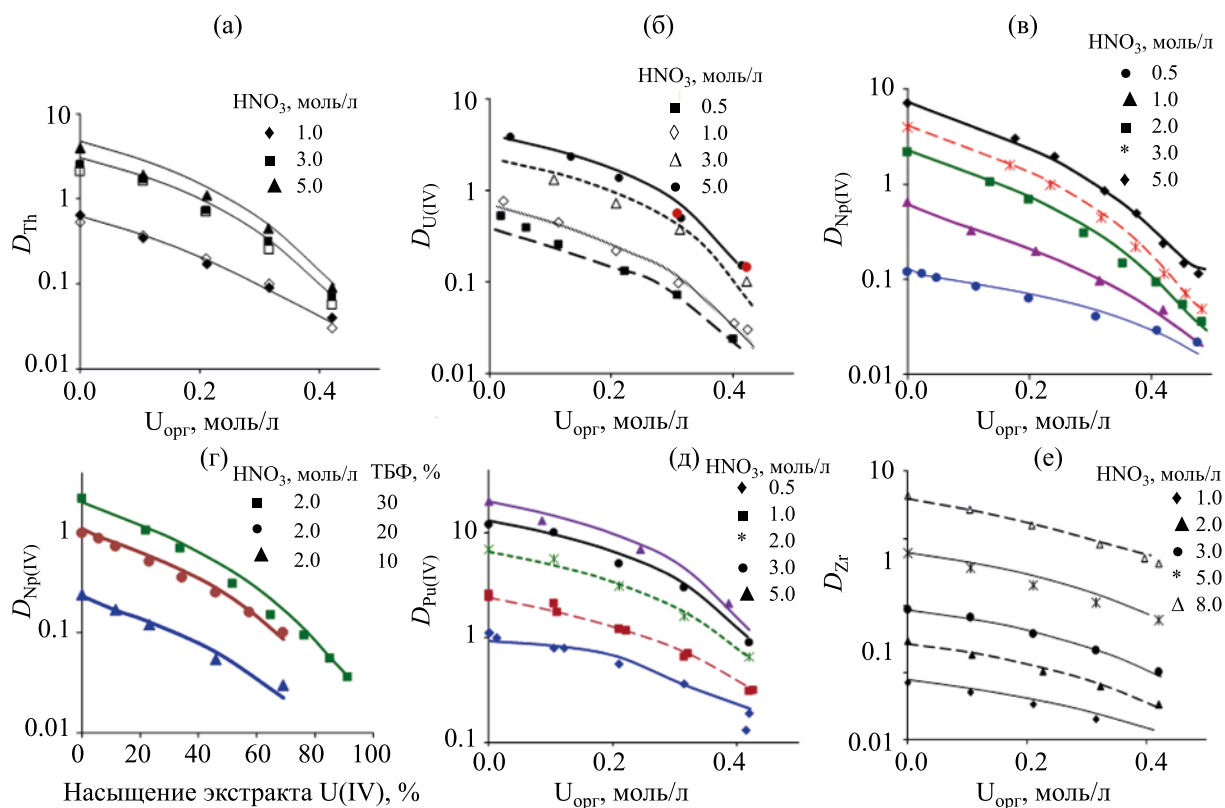 (а)
HNO3, моль/л
1.0
3.0
5.0
10
1
0.1
0.01
DTh
0.0
0.2
0.4
Uорг, моль/л
(б)
HNO3, моль/л
0.5
1.0
3.0
5.0
10
1
0.1
0.01
DU(IV)
0
0.2
0.4
Uорг, моль/л
(в)
HNO3, моль/л
0.5
1.0
2.0
3.0
5.0
10
1
0.1
0.01
DNp(IV)
0.0
0.2
0.4
Uорг, моль/л
(г)
HNO3, моль/л ТБФ, %
2.0 30
2.0 20
2.0 10
1
0.1
0.01
DNp(IV)
0 20 40 60 80 100
Насыщение экстракта U(IV), %
(д)
HNO3, моль/л
0.5
1.0
2.0
3.0
5.0
10
1
0.1
DPu(IV)
0.0
0.2
0.4
Uорг, моль/л
(е)
HNO3, моль/л
1.0
2.0
3.0
5.0
8.0
10
1
0.1
0.01
DZr
0.0
0.2
0.4
Uорг, моль/л